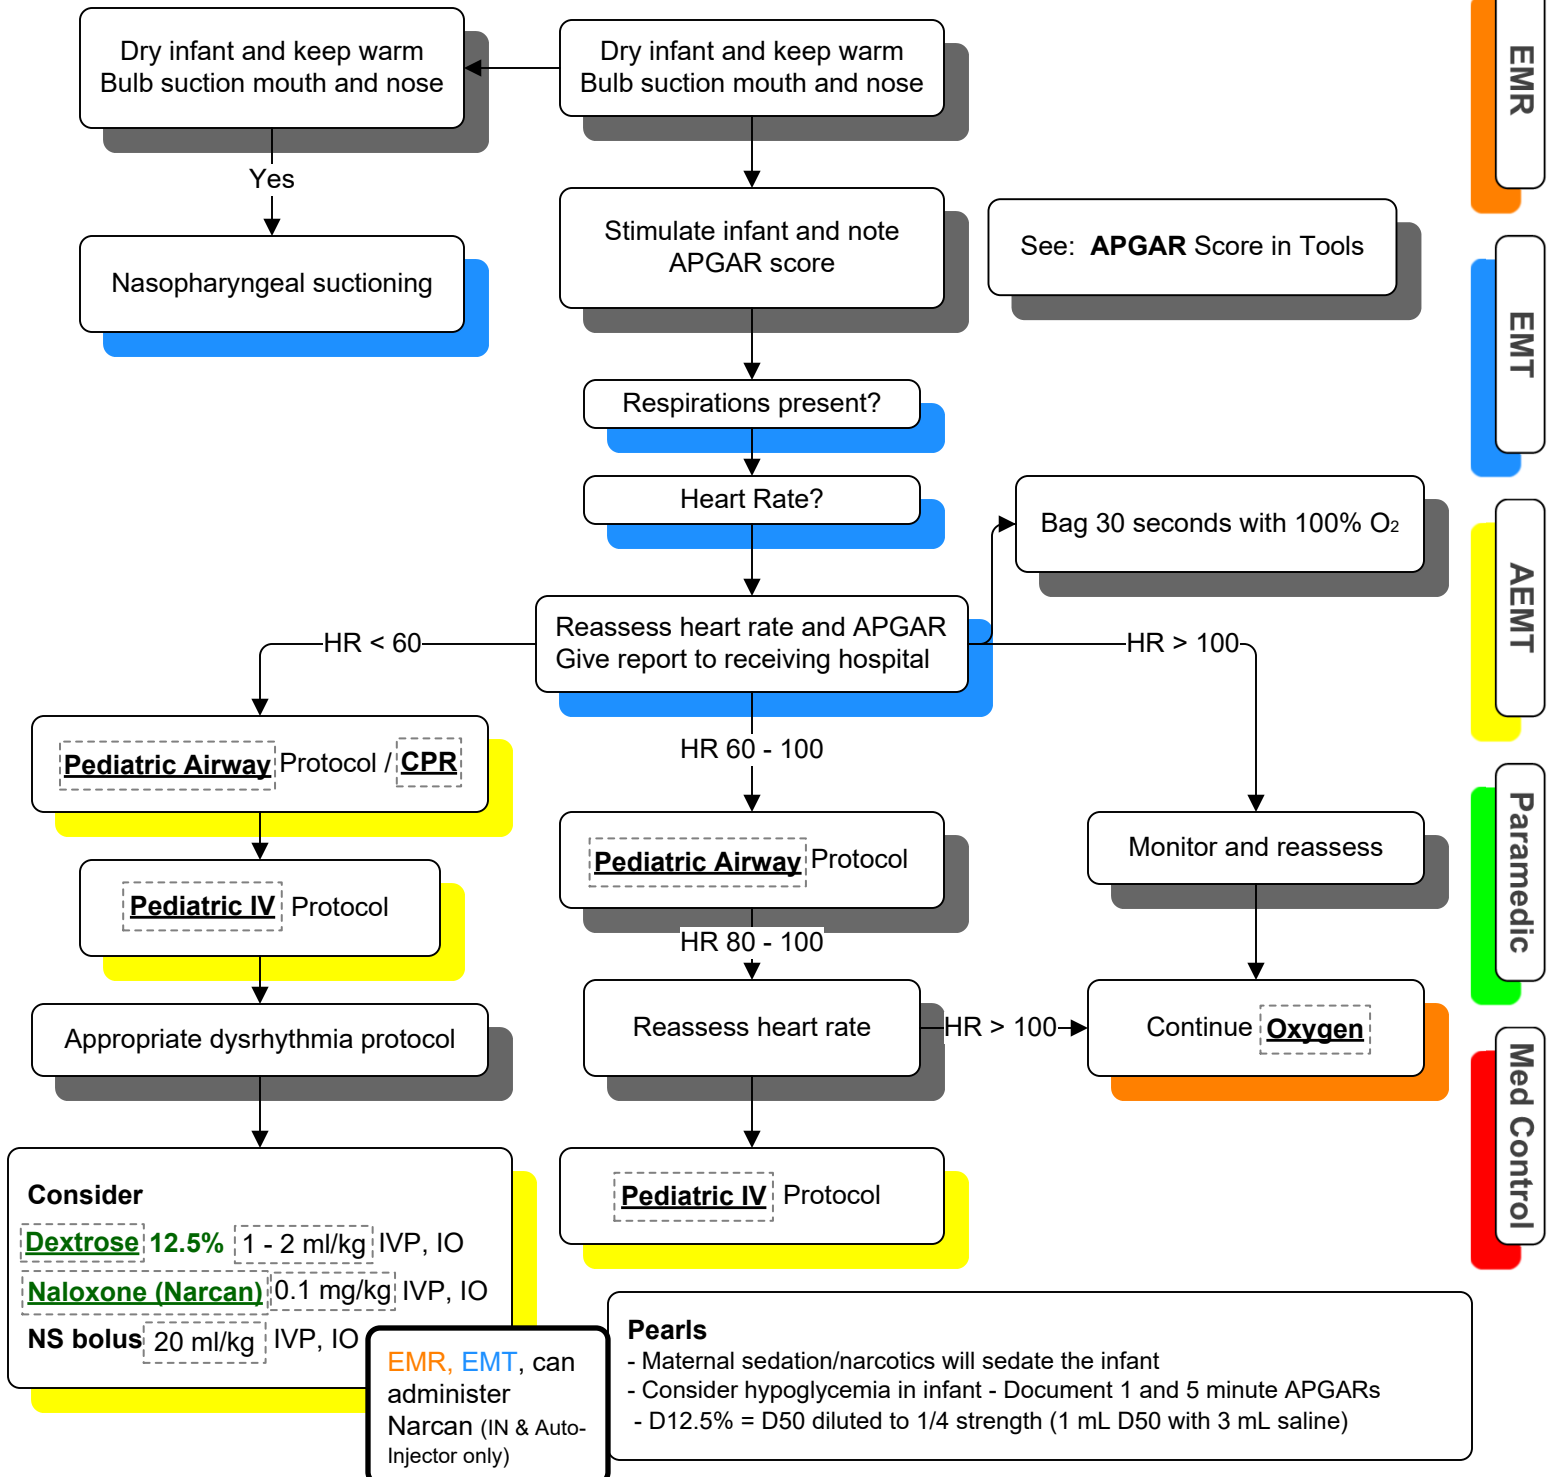 Dry infant and keep warm
Bulb suction mouth and nose
Dry infant and keep warm
Bulb suction mouth and nose
Yes
Nasopharyngeal suctioning
Stimulate infant and note
APGAR score
See: APGAR Score in Tools
Respirations present?
Heart Rate?
Bag 30 seconds with 100% O2
Reassess heart rate and APGAR
Give report to receiving hospital
HR < 60
HR > 100
HR 60 - 100
Pediatric Airway Protocol / CPR
Pediatric IV Protocol
Appropriate dysrhythmia protocol
Pediatric Airway Protocol
HR 80 - 100
Reassess heart rate
HR > 100
Monitor and reassess
Continue Oxygen
Consider
Dextrose 12.5% 1 - 2 ml/kg IVP, IO
Naloxone (Narcan) 0.1 mg/kg IVP, IO
NS bolus 20 ml/kg IVP, IO
Pediatric IV Protocol
EMR, EMT, can
administer
Narcan (IN & Auto-
Injector only)
Pearls
- Maternal sedation/narcotics will sedate the infant
- Consider hypoglycemia in infant - Document 1 and 5 minute APGARs
- D12.5% = D50 diluted to 1/4 strength (1 mL D50 with 3 mL saline)
EMR
EMT
AEMT
Paramedic
Med Control